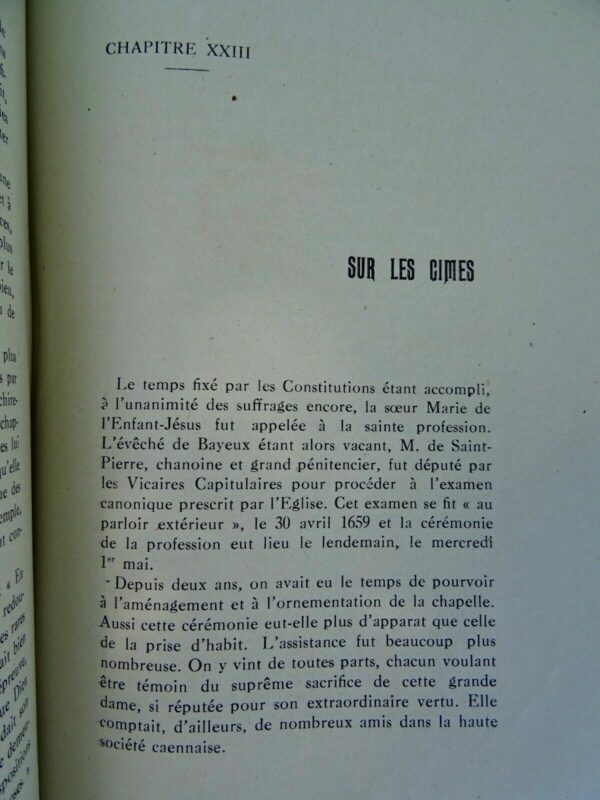 CHAPITRE XXIII
SUR LES CIMES
Le temps fixé par les Constitutions étant accompli,
à l'unanimité des suffrages encore, la sœur Marie de
l'Enfant-Jésus fut appelée à la sainte profession.
L'évêché de Bayeux étant alors vacant, M. de Saint-
Pierre, chanoine et grand pénitencier, fut député par
les Vicaires Capitulaires pour procéder à l'examen
canonique prescrit par l'Eglise. Cet examen se fit « au
parloir extérieur », le 30 avril 1659 et la cérémonie
de la profession eut lieu le lendemain, le mercredi
1er mai.
Depuis deux ans, on avait eu le temps de pourvoir
à l'aménagement et à l'ornementation de la chapelle.
Aussi cette cérémonie eut-elle plus d'apparat que celle
de la prise d'habit. L'assistance fut beaucoup plus
nombreuse. On y vint de toutes parts, chacun voulant
être témoin du suprême sacrifice de cette grande
dame, si réputée pour son extraordinaire vertu. Elle
comptait, d'ailleurs, de nombreux amis dans la haute
société caennaise.